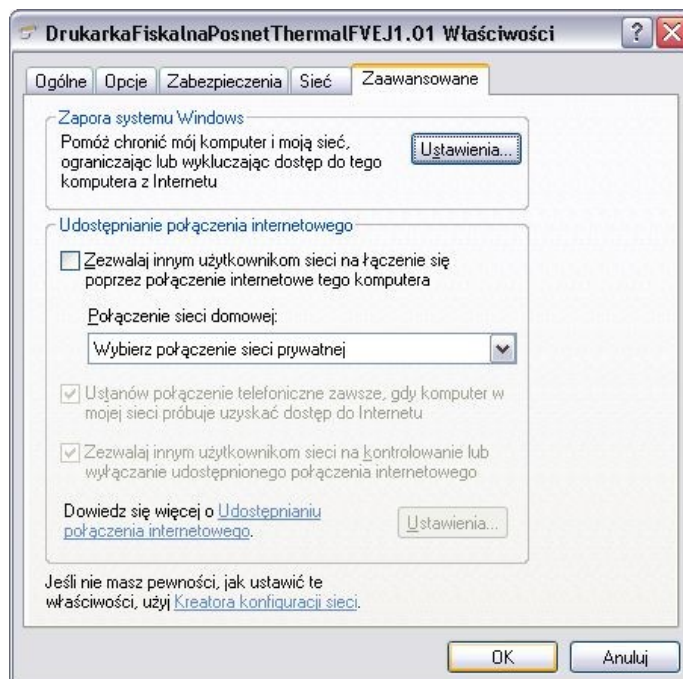 DrukarkaFiskalnaPosnetThermalFVEJ1.01 Właściwości
Ogólne Opcje Zabezpieczenia Sieć Zaawansowane
Zapora systemu Windows
Pomóż chronić mój komputer i moją sieć,
ograniczając lub wykluczając dostęp do tego
komputera z Internetu
Ustawienia...
Udostępnianie połączenia internetowego
Zezwalaj innym użytkownikom sieci na łączenie się
poprzez połączenie internetowe tego komputera
Połączenie sieci domowej:
Wybierz połączenie sieci prywatnej
Ustanów połączenie telefoniczne zawsze, gdy komputer w
mojej sieci próbuje uzyskać dostęp do Internetu
Zezwalaj innym użytkownikom sieci na kontrolowanie lub
wyłączanie udostępnionego połączenia internetowego
Dowiedz się więcej o Udostępnianiu
połączenia internetowego.
Ustawienia...
Jeśli nie masz pewności, jak ustawić te
właściwości, użyj Kreatora konfiguracji sieci.
OK Anuluj